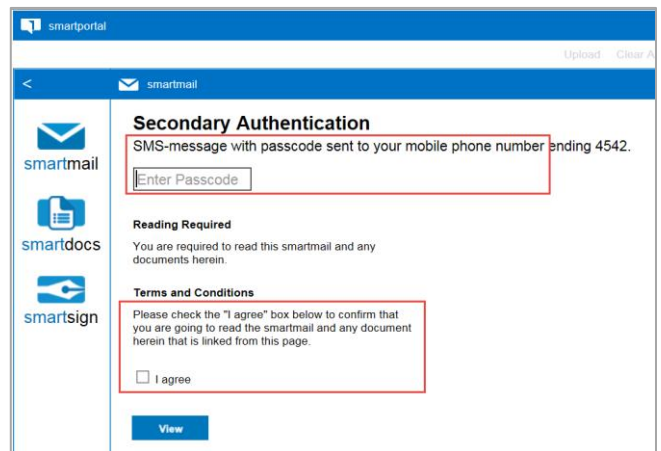 smartportal
Upload Clear A
<
smartmail
smartmail
smartdocs
smartsign
Secondary Authentication
SMS-message with passcode sent to your mobile phone number ending 4542.
Enter Passcode
Reading Required
You are required to read this smartmail and any
documents herein.
Terms and Conditions
Please check the "I agree" box below to confirm that
you are going to read the smartmail and any document
herein that is linked from this page.
I agree
View